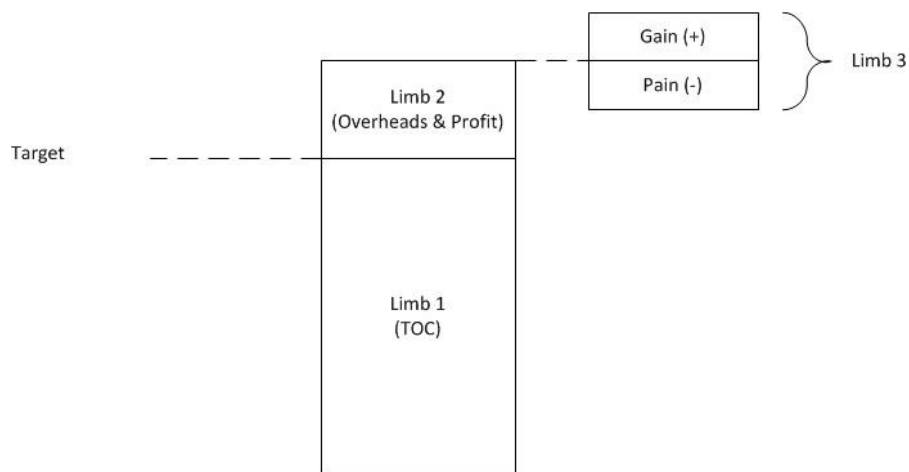 Gain (+)
Limb 3
Pain (-)
Limb 2
(Overheads & Profit)
Target
Limb 1
(TOC)